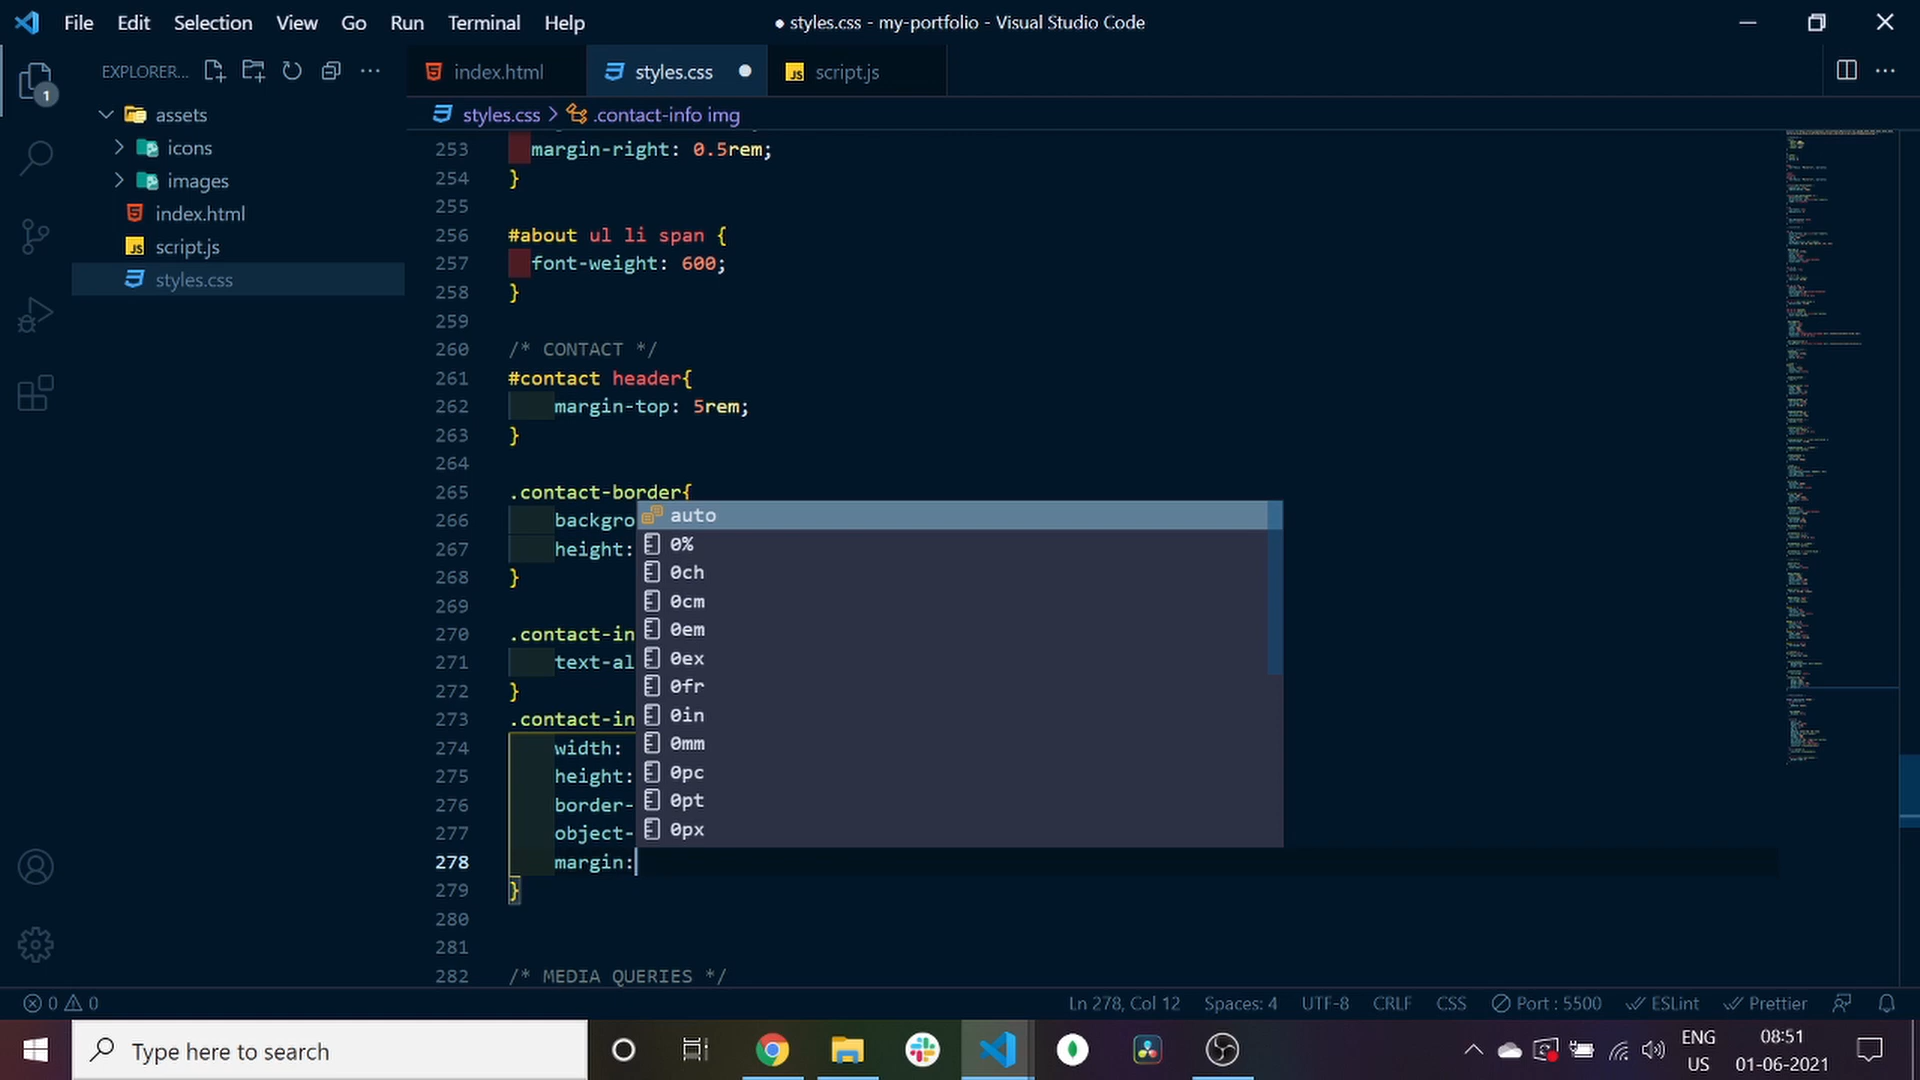 File Edit Selection View Go Run Terminal Help
● styles.css - my-portfolio - Visual Studio Code
EXPLORER...
1
assets
icons
images
index.html
JS script.js
styles.css
index.html
styles.css
JS script.js
styles.css > .contact-info img
253 margin-right: 0.5rem;
254 }
255
256 #about ul li span {
257 font-weight: 600;
258 }
259
260 /* CONTACT */
261 #contact header{
262 margin-top: 5rem;
263 }
264
265 .contact-border{
266 backgro
267 height:
268 }
269
270 .contact-in
271 text-al
272 }
273 .contact-in
274 width:
275 height:
276 border-
277 object-
278 margin:
279 }
280
281
282 /* MEDIA QUERIES */
auto
0%
0ch
0cm
0em
0ex
0fr
0in
0mm
0pc
0pt
0px
0 0
Ln 278, Col 12 Spaces: 4 UTF-8 CRLF CSS Port : 5500 ESLint Prettier
Type here to search
ENG
US
08:51
01-06-2021